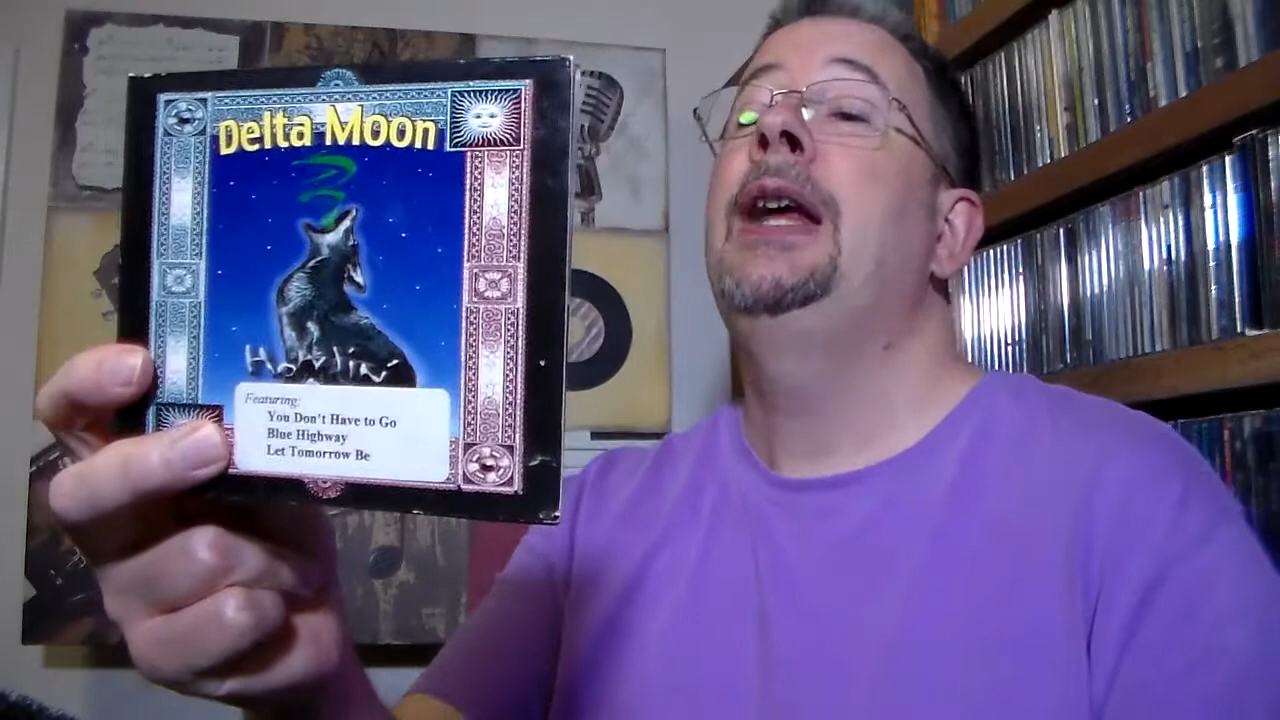 Delta Moon
Howlin'
Featuring:
You Don't Have to Go
Blue Highway
Let Tomorrow Be